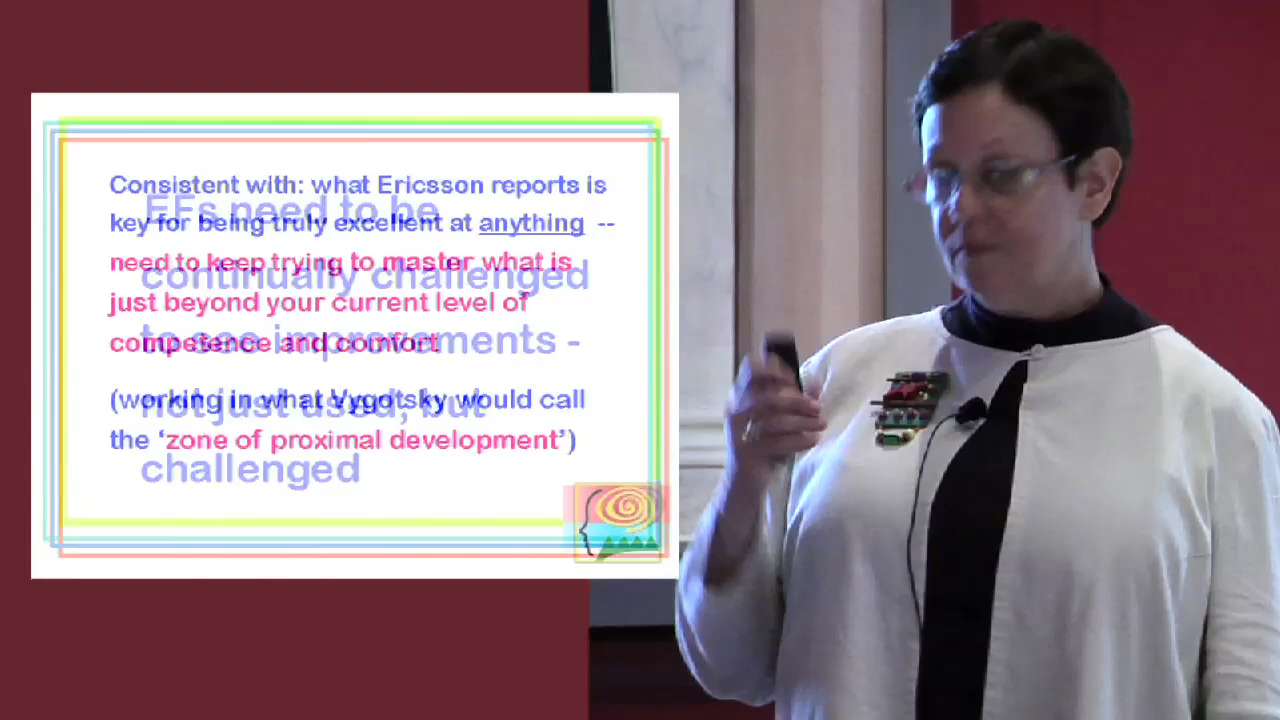 Consistent with: what Ericsson reports is
key for being truly excellent at anything --
need to keep trying to master what is
just beyond your current level of
competence and comfort
(working in what Vygotsky would call
the ‘zone of proximal development’)
EFs need to be
continually challenged
to see improvements -
not just used, but
challenged